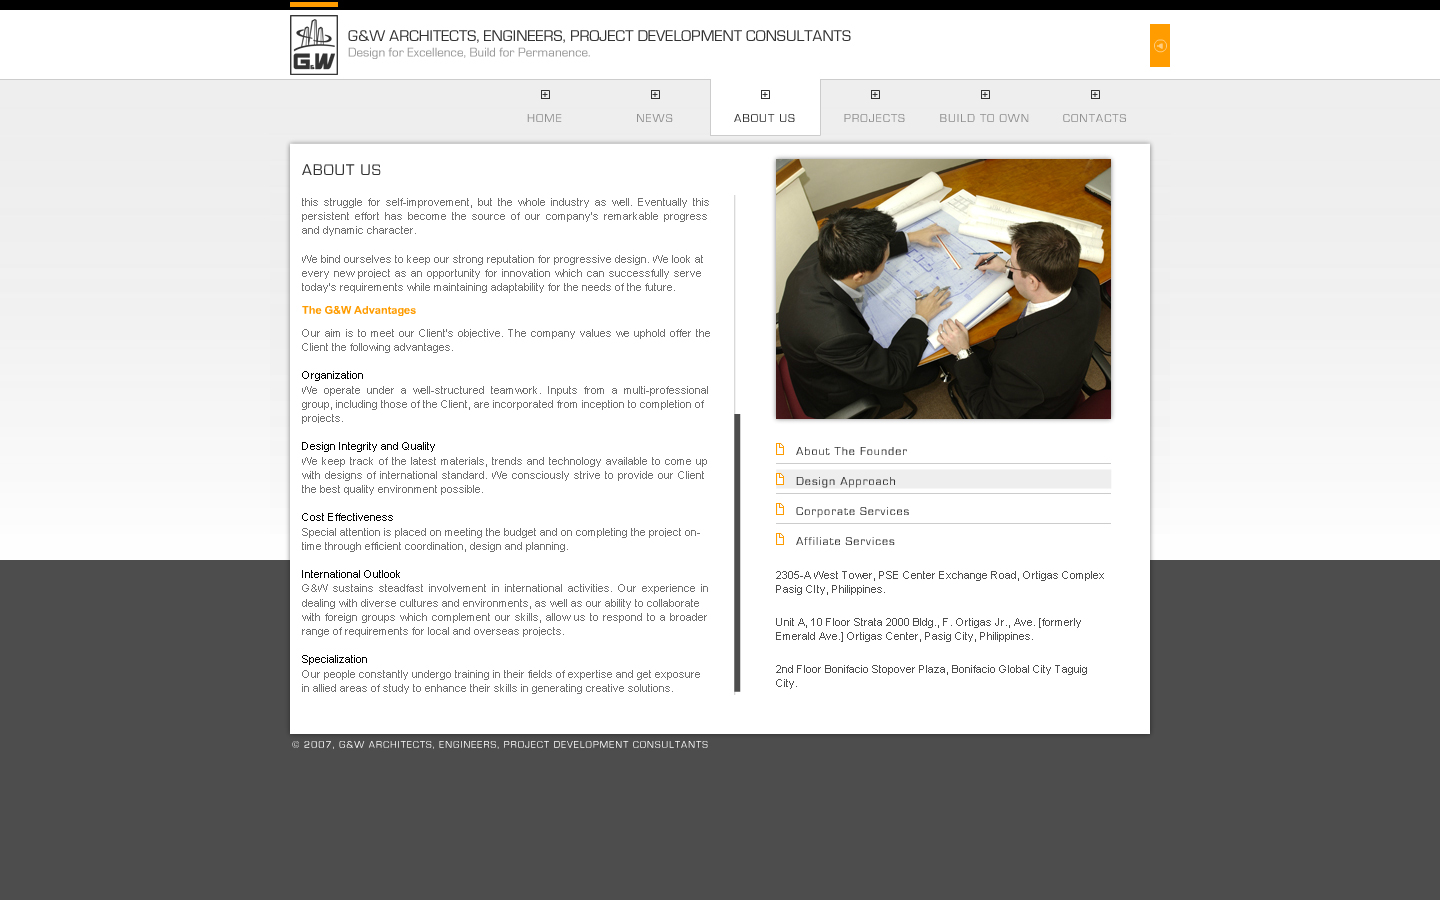 G&W ARCHITECTS, ENGINEERS, PROJECT DEVELOPMENT CONSULTANTS
Design for Excellence, Build for Permanence.
G&W
HOME
NEWS
ABOUT US
PROJECTS
BUILD TO OWN
CONTACTS
ABOUT US
this struggle for self-improvement, but the whole industry as well. Eventually this
persistent effort has become the source of our company's remarkable progress
and dynamic character.
We bind ourselves to keep our strong reputation for progressive design. We look at
every new project as an opportunity for innovation which can successfully serve
today's requirements while maintaining adaptability for the needs of the future.
The G&W Advantages
Our aim is to meet our Client's objective. The company values we uphold offer the
Client the following advantages.
Organization
We operate under a well-structured teamwork. Inputs from a multi-professional
group, including those of the Client, are incorporated from inception to completion of
projects.
Design Integrity and Quality
We keep track of the latest materials, trends and technology available to come up
with designs of international standard. We consciously strive to provide our Client
the best quality environment possible.
Cost Effectiveness
Special attention is placed on meeting the budget and on completing the project on-
time through efficient coordination, design and planning.
International Outlook
G&W sustains steadfast involvement in international activities. Our experience in
dealing with diverse cultures and environments, as well as our ability to collaborate
with foreign groups which complement our skills, allow us to respond to a broader
range of requirements for local and overseas projects.
Specialization
Our people constantly undergo training in their fields of expertise and get exposure
in allied areas of study to enhance their skills in generating creative solutions.
About The Founder
Design Approach
Corporate Services
Affiliate Services
2305-A West Tower, PSE Center Exchange Road, Ortigas Complex
Pasig CIty, Philippines.
Unit A, 10 Floor Strata 2000 Bldg., F. Ortigas Jr., Ave. [formerly
Emerald Ave.] Ortigas Center, Pasig City, Philippines.
2nd Floor Bonifacio Stopover Plaza, Bonifacio Global City Taguig
City.
© 2007, G&W ARCHITECTS, ENGINEERS, PROJECT DEVELOPMENT CONSULTANTS